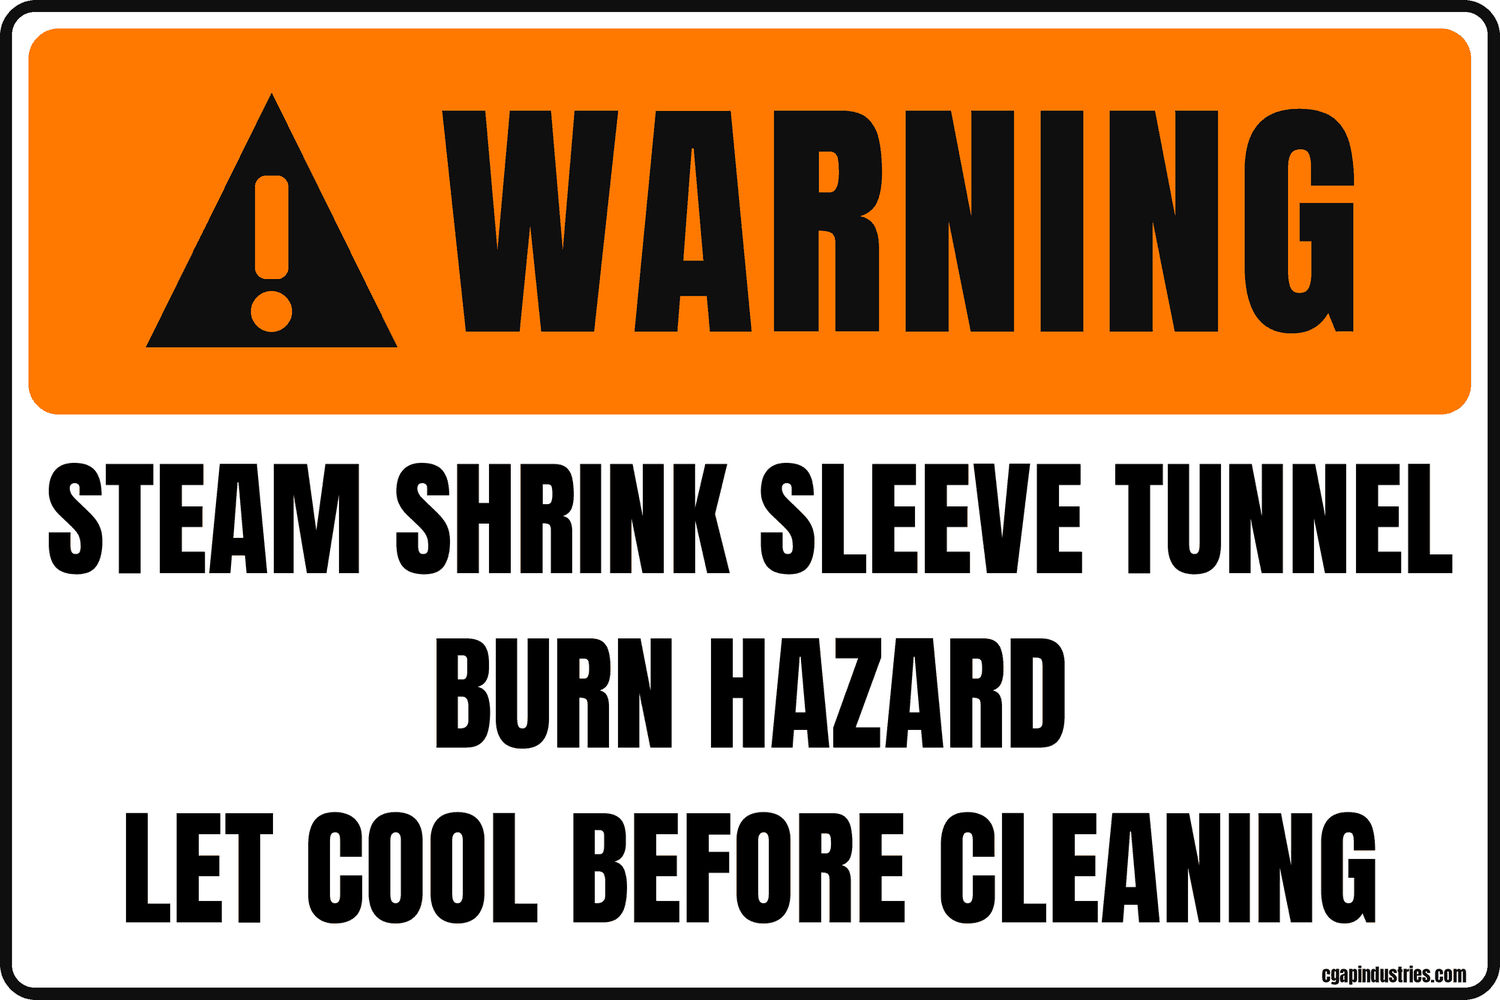 WARNING
STEAM SHRINK SLEEVE TUNNEL
BURN HAZARD
LET COOL BEFORE CLEANING
cgapindustries.com